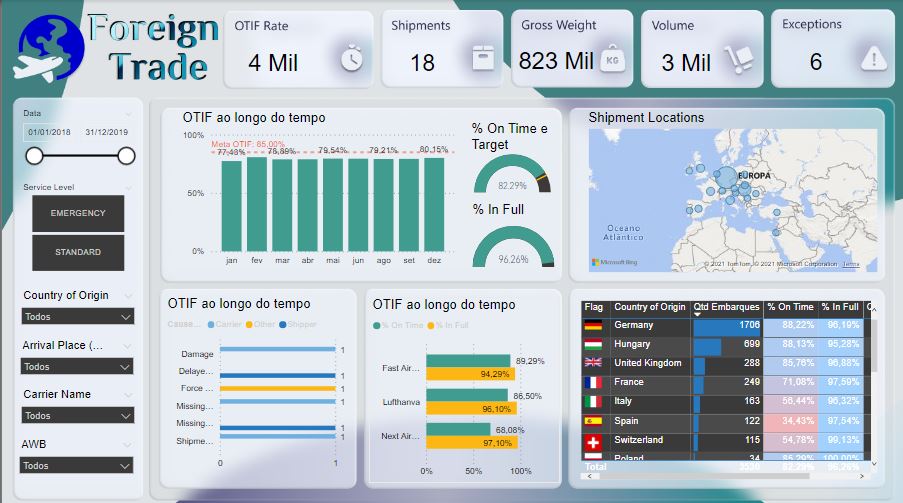 Foreign
Trade
OTIF Rate
4 Mil
Shipments
18
Gross Weight
823 Mil
KG
Volume
3 Mil
Exceptions
6
Data
01/01/2018 31/12/2019
Service Level
EMERGENCY
STANDARD
Country of Origin
Todos
Arrival Place (...
Todos
Carrier Name
Todos
AWB
Todos
OTIF ao longo do tempo
100%
Meta OTIF: 85,00%
77,43% 78,89% 79,54% 79,21% 80,15%
50%
0%
jan fev mar abr mai jun ago set dez
% On Time e
Target
82.29%
% In Full
96.26%
Shipment Locations
EUROPA
Oceano
Atlântico
Microsoft Bing
© 2021 TomTom, © 2021 Microsoft Corporation Terms
OTIF ao longo do tempo
Cause... Carrier Other Shipper
Damage 1
Delaye... 1
Force ... 1
Missing... 1
Missing... 1
Shipme... 1
0 1
OTIF ao longo do tempo
% On Time % In Full
Fast Air... 89,29%
94,29%
Lufthanva 86,50%
96,10%
Next Air... 68,08%
97,10%
0% 50% 100%
Flag Country of Origin Qtd Embarques % On Time % In Full
Germany 1706 88,22% 96,19%
Hungary 699 88,13% 95,28%
United Kingdom 288 85,76% 96,88%
France 249 71,08% 97,59%
Italy 163 56,44% 96,32%
Spain 122 34,43% 97,54%
Switzerland 115 54,78% 99,13%
Poland 34 85,29% 100,00%
Total 3530 82,29% 96,26%